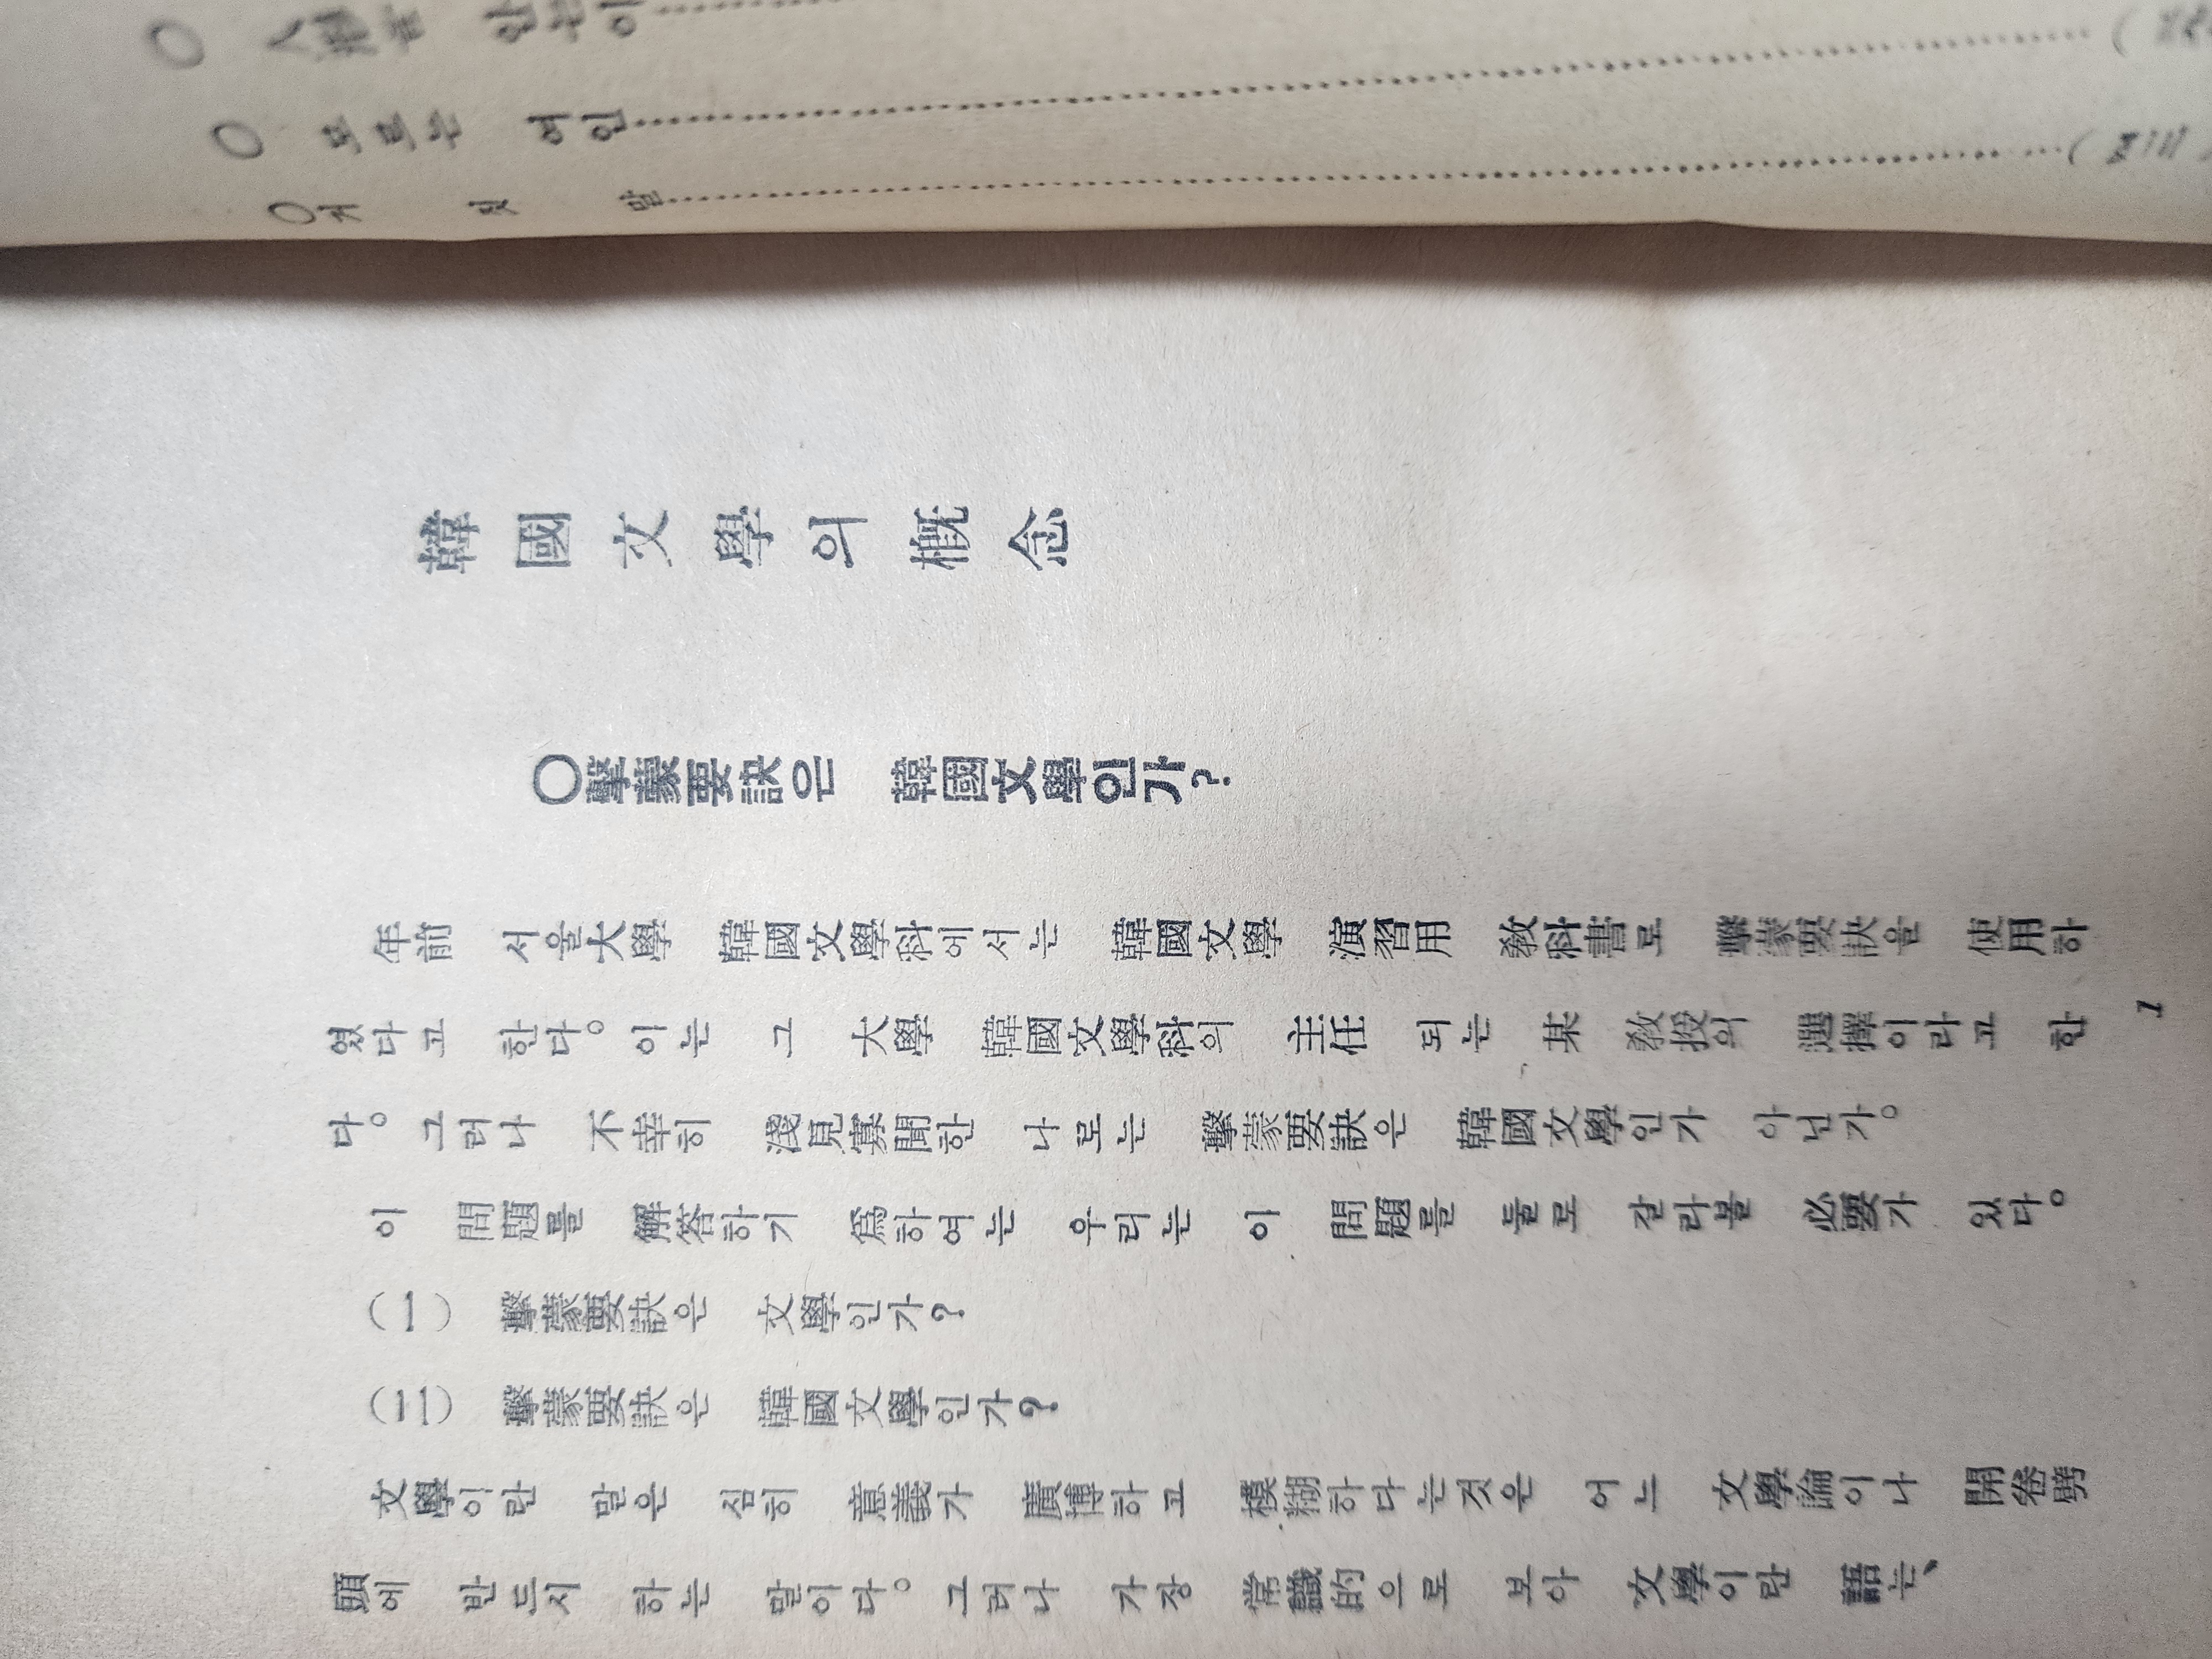 ○모르는 여인
○거짓말
韓國文學의 槪念
○擊蒙要訣은 韓國文學인가?
年前 서울大學 韓國文學科에서는 韓國文學 演習用 敎科書로 擊蒙要訣을 使用하
였다고 한다。이는 그 大學 韓國文學科의 主任 되는 某 敎授의 選擇이라고 한
다。그러나 不幸히 淺見寡聞한 나로는 擊蒙要訣은 韓國文學인가 아닌가。
이 問題를 解答하기 爲하여는 우리는 이 問題를 둘로 갈라볼 必要가 있다。
(一) 擊蒙要訣은 文學인가?
(二) 擊蒙要訣은 韓國文學인가?
文學이란 말은 심히 意義가 廣博하고 模糊하다는것은 어느 文學論이나 開卷劈
頭에 반드시 하는 말이다。그러나 가장 常識的으로 보아 文學이란 語는、
1